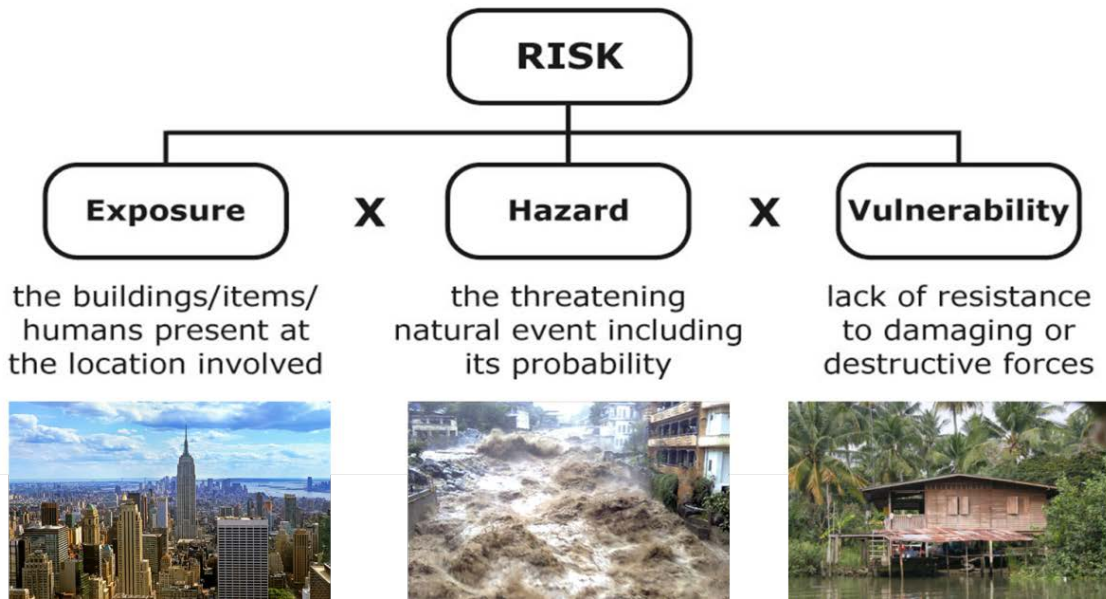 RISK
Exposure X Hazard X Vulnerability
the buildings/items/
humans present at
the location involved
the threatening
natural event including
its probability
lack of resistance
to damaging or
destructive forces